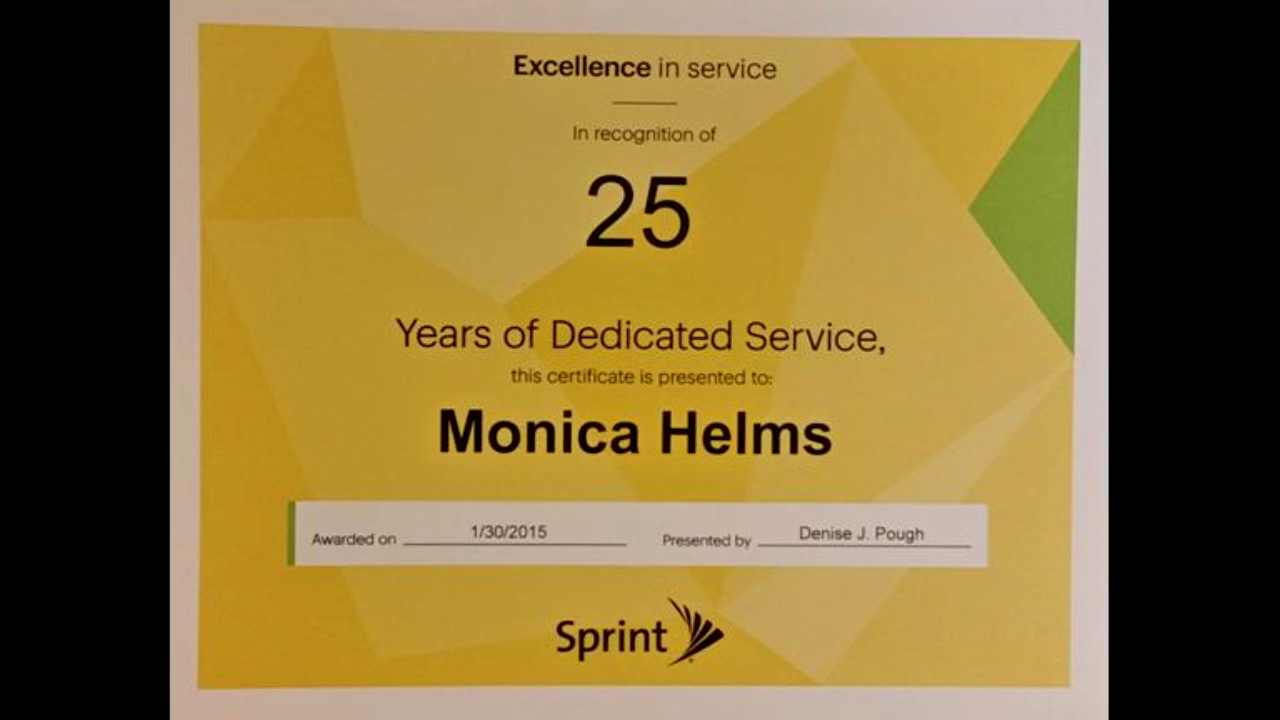 Excellence in service
In recognition of
25
Years of Dedicated Service,
this certificate is presented to:
Monica Helms
Awarded on 1/30/2015 Presented by Denise J. Pough
Sprint